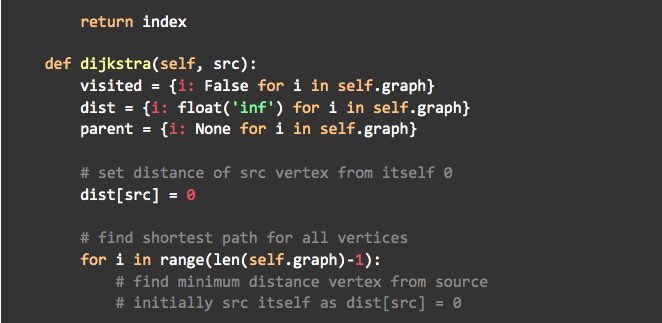 return index
def dijkstra(self, src):
visited = {i: False for i in self.graph}
dist = {i: float('inf') for i in self.graph}
parent = {i: None for i in self.graph}
# set distance of src vertex from itself 0
dist[src] = 0
# find shortest path for all vertices
for i in range(len(self.graph)-1):
# find minimum distance vertex from source
# initially src itself as dist[src] = 0